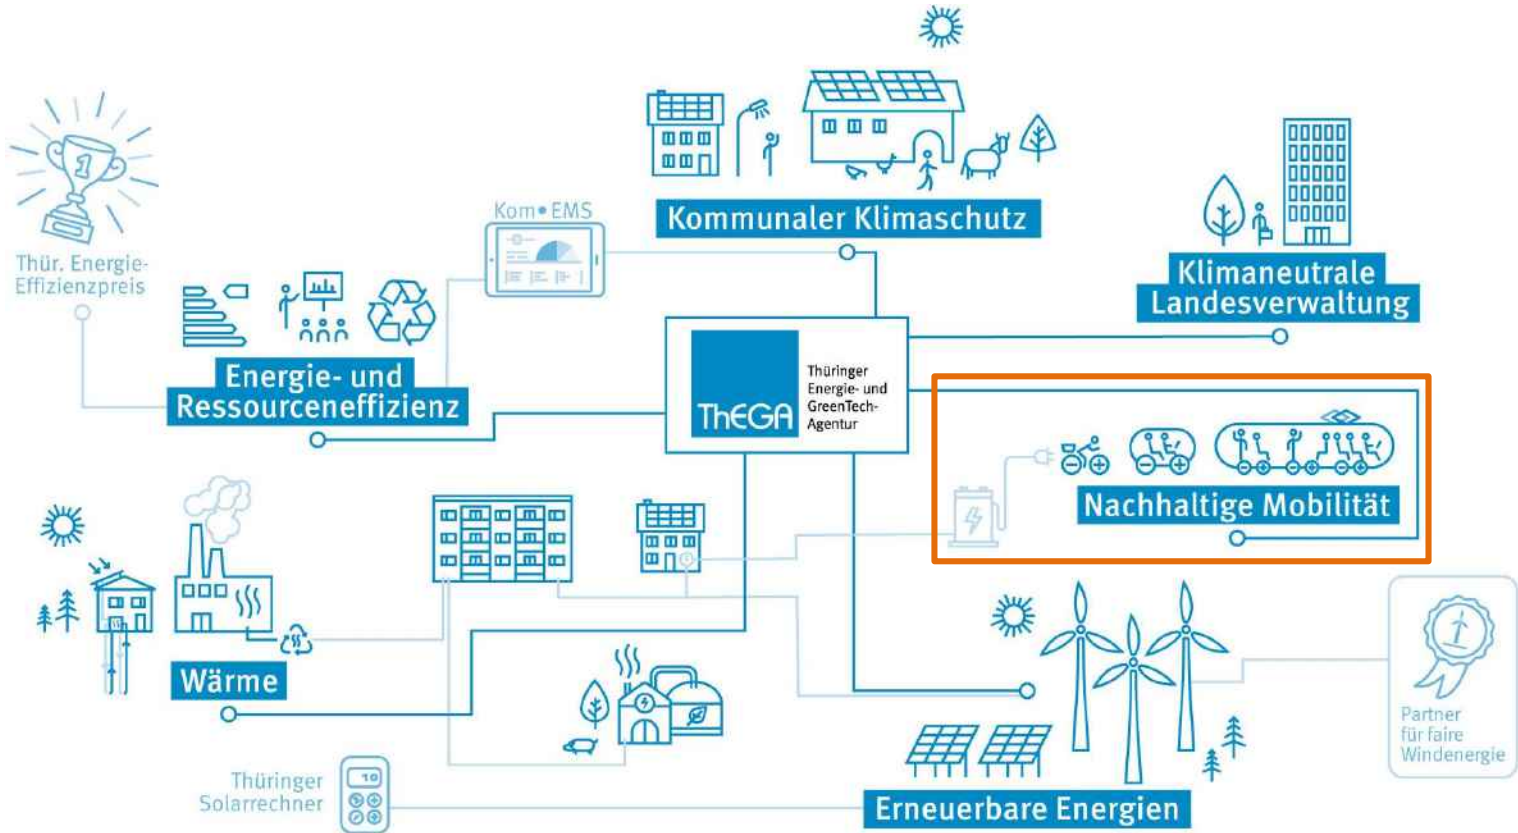 Kommunaler Klimaschutz
Kom•EMS
1
Thür. Energie-
Effizienzpreis
Klimaneutrale
Landesverwaltung
Energie- und
Ressourceneffizienz
ThEGA
Thüringer
Energie- und
GreenTech-
Agentur
Nachhaltige Mobilität
Wärme
Partner
für faire
Windenergie
Thüringer
Solarrechner
10
Erneuerbare Energien